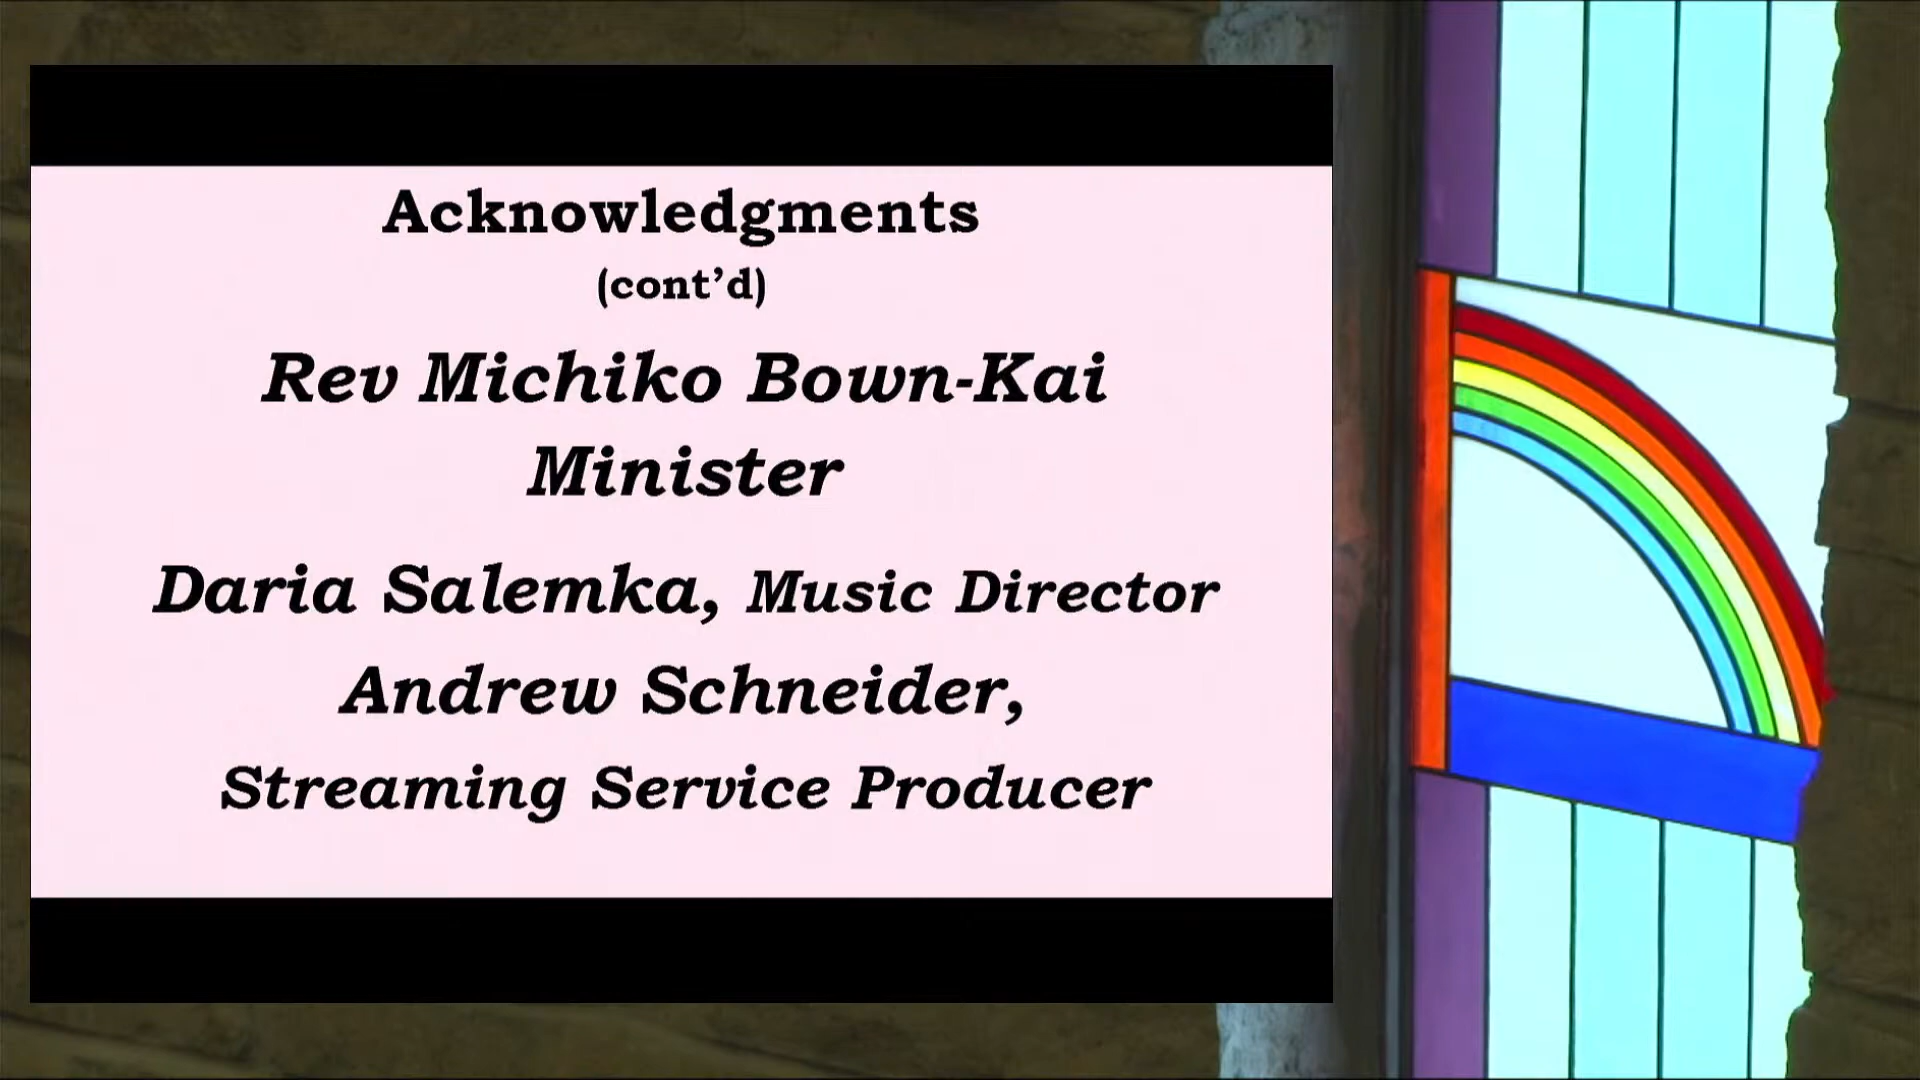 Acknowledgments
(cont’d)
Rev Michiko Bown-Kai
Minister
Daria Salemka, Music Director
Andrew Schneider,
Streaming Service Producer